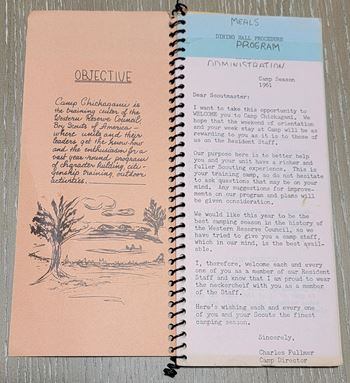 OBJECTIVE
Camp Chickagami is
the training center of the
Western Reserve Council
Boy Scouts of America —
where units and their
leaders get the know how
and the enthusiasm for a
vast year 'round program
of character building, citi-
zenship training, outdoor
activities.
MEALS
DINING HALL PROCEDURE
PROGRAM
ADMINISTRATION
Camp Season
1961
Dear Scoutmaster:
I want to take this opportunity to
WELCOME you to Camp Chickagami. We
hope that the weekend of orientation
and your week stay at Camp will be as
rewarding to you as it is to those of
us on the Resident Staff.
Our purpose here is to better help
you and your unit have a richer and
fuller Scouting experience. This is
your training camp, so do not hesitate
to ask questions that may be on your
mind. Any suggestions for improve-
ments on our program and plans will
be given consideration.
We would like this year to be the
best camping season in the history of
the Western Reserve Council, so we
have tried to give you a camp staff,
which in our mind, is the best avail-
able.
I, therefore, welcome each and every
one of you as a member of our Resident
Staff and know that I am proud to wear
the neckerchief with you as a member
of the Staff.
Here's wishing each and every one
of you and your Scouts the finest
camping season.
Sincerely,
Charles Fullmer
Camp Director